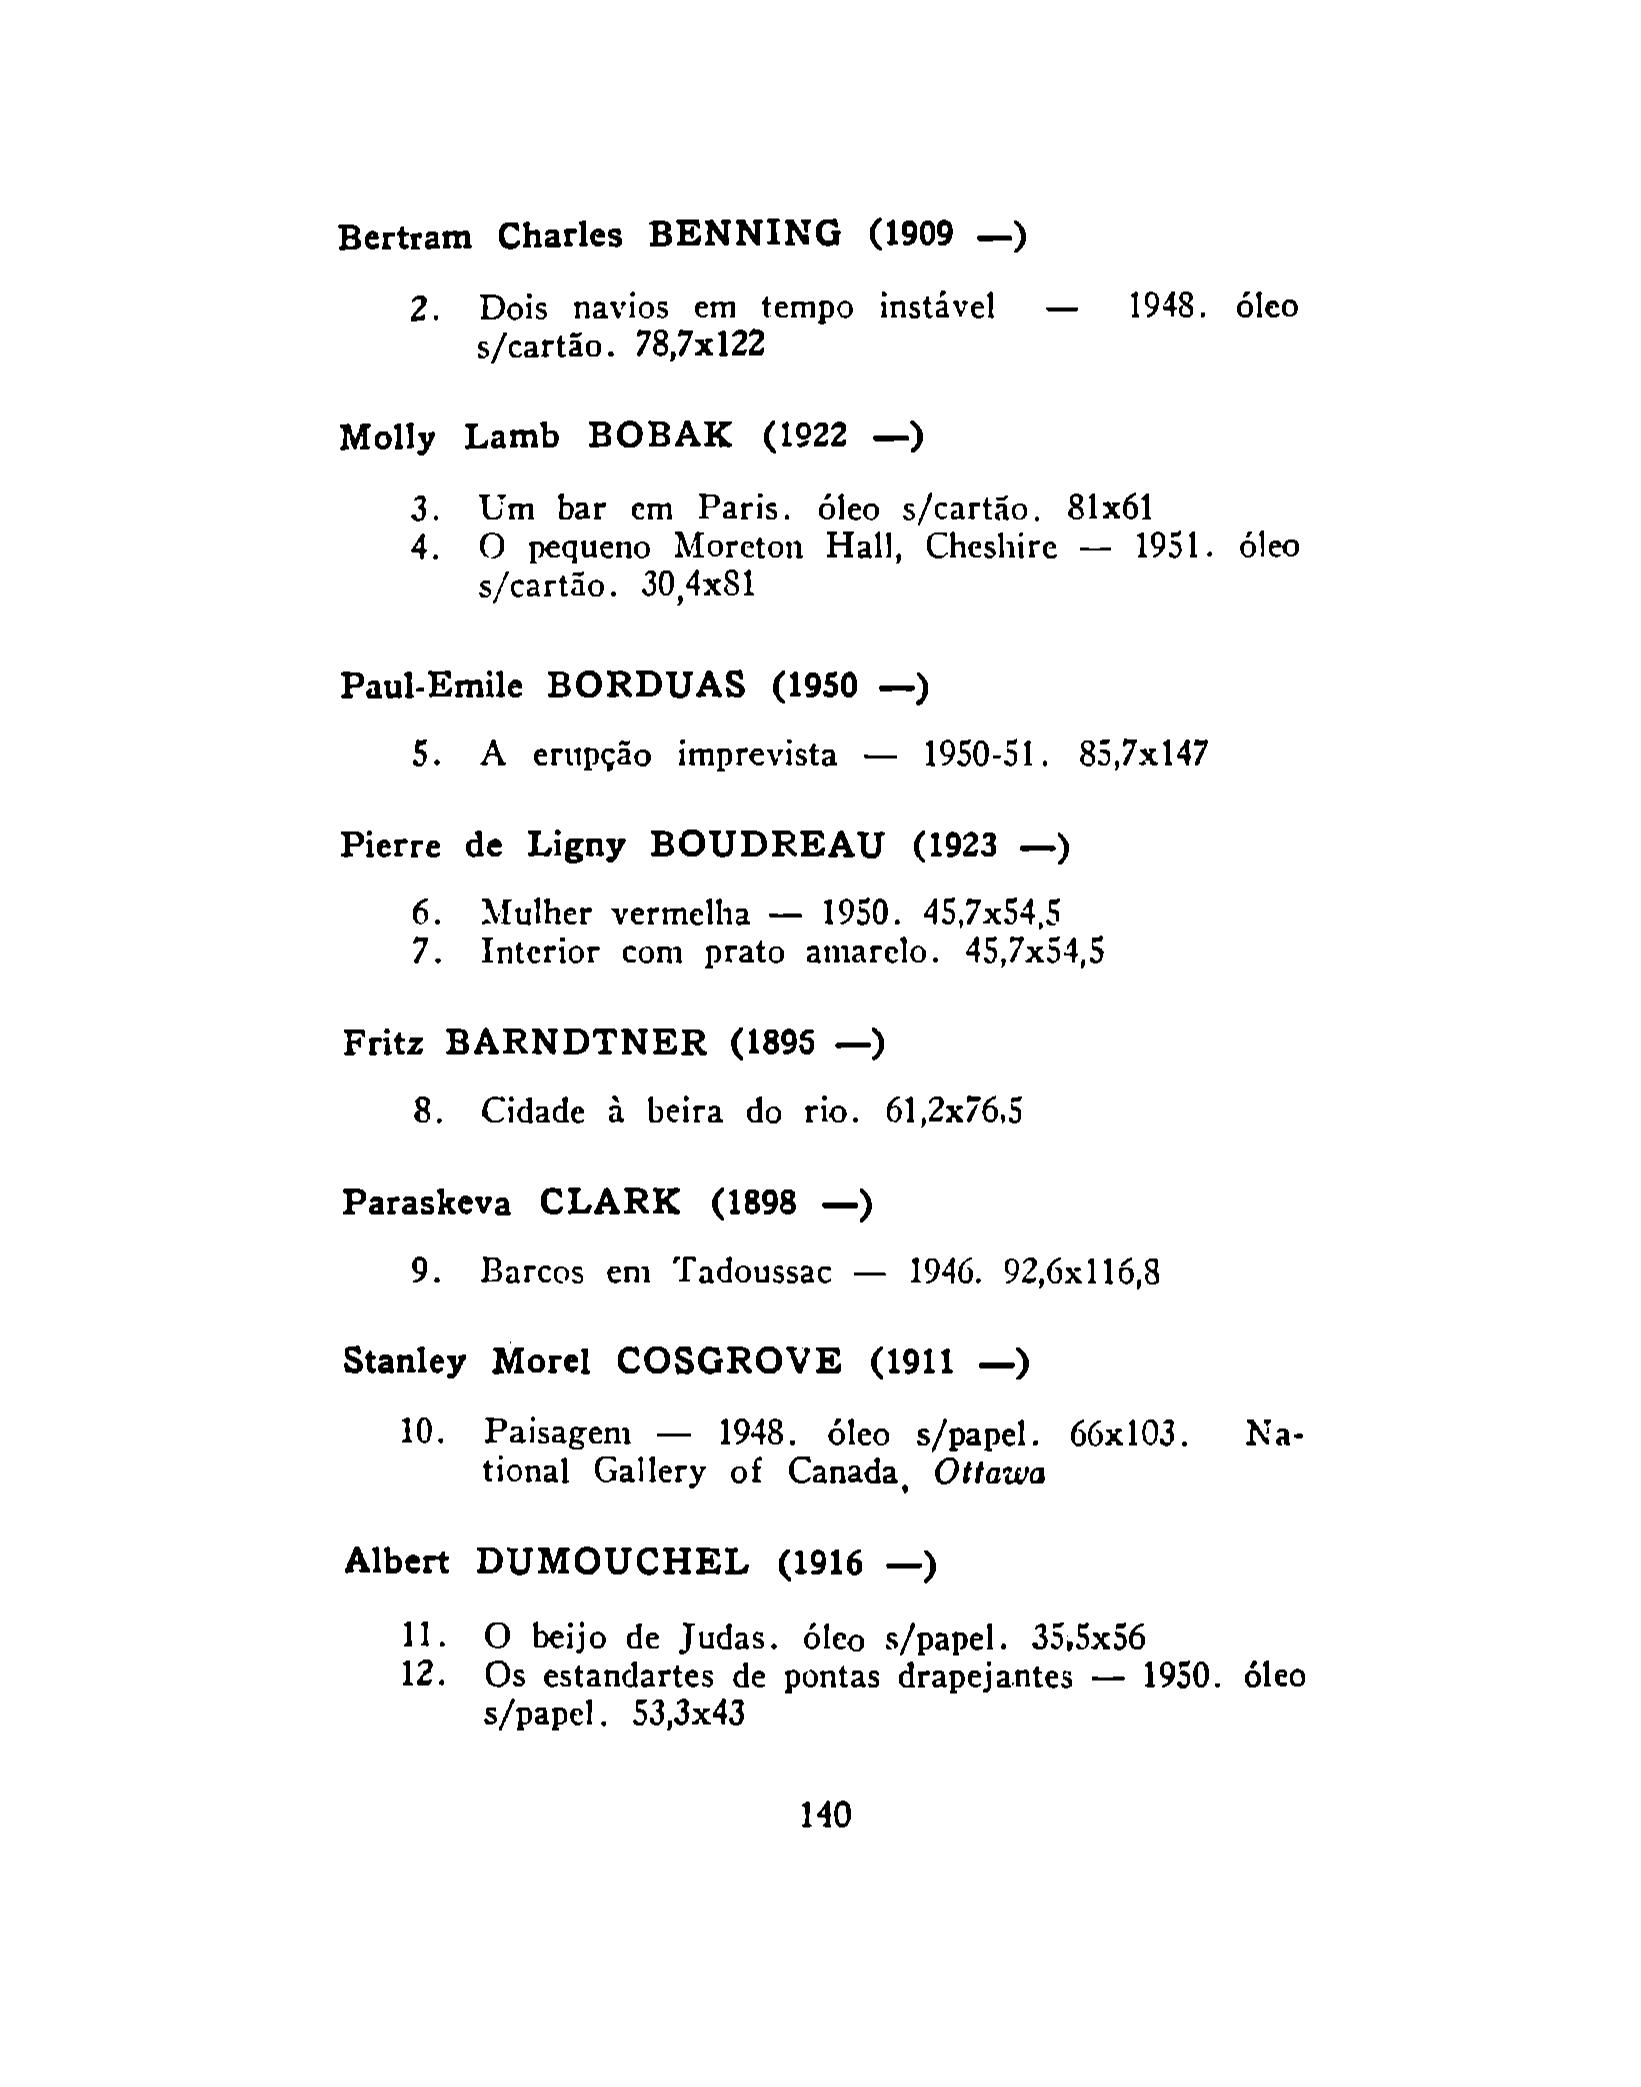 Bertram Charles BENNING (1909 —)
2. Dois navios em tempo instável — 1948. óleo
s/cartão. 78,7x122
Molly Lamb BOBAK (1922 —)
3. Um bar em Paris. óleo s/cartão. 81x61
4. O pequeno Moreton Hall, Cheshire — 1951. óleo
s/cartão. 30,4x81
Paul-Emile BORDUAS (1950 —)
5. A erupção imprevista — 1950-51. 85,7x147
Pierre de Ligny BOUDREAU (1923 —)
6. Mulher vermelha — 1950. 45,7x54,5
7. Interior com prato amarelo. 45,7x54,5
Fritz BARNDTNER (1895 —)
8. Cidade à beira do rio. 61,2x76,5
Paraskeva CLARK (1898 —)
9. Barcos em Tadoussac — 1946. 92,6x116,8
Stanley Morel COSGROVE (1911 —)
10. Paisagem — 1948. óleo s/papel. 66x103. Na-
tional Gallery of Canada, Ottawa
Albert DUMOUCHEL (1916 —)
11. O beijo de Judas. óleo s/papel. 35,5x56
12. Os estandartes de pontas drapejantes — 1950. óleo
s/papel. 53,3x43
140